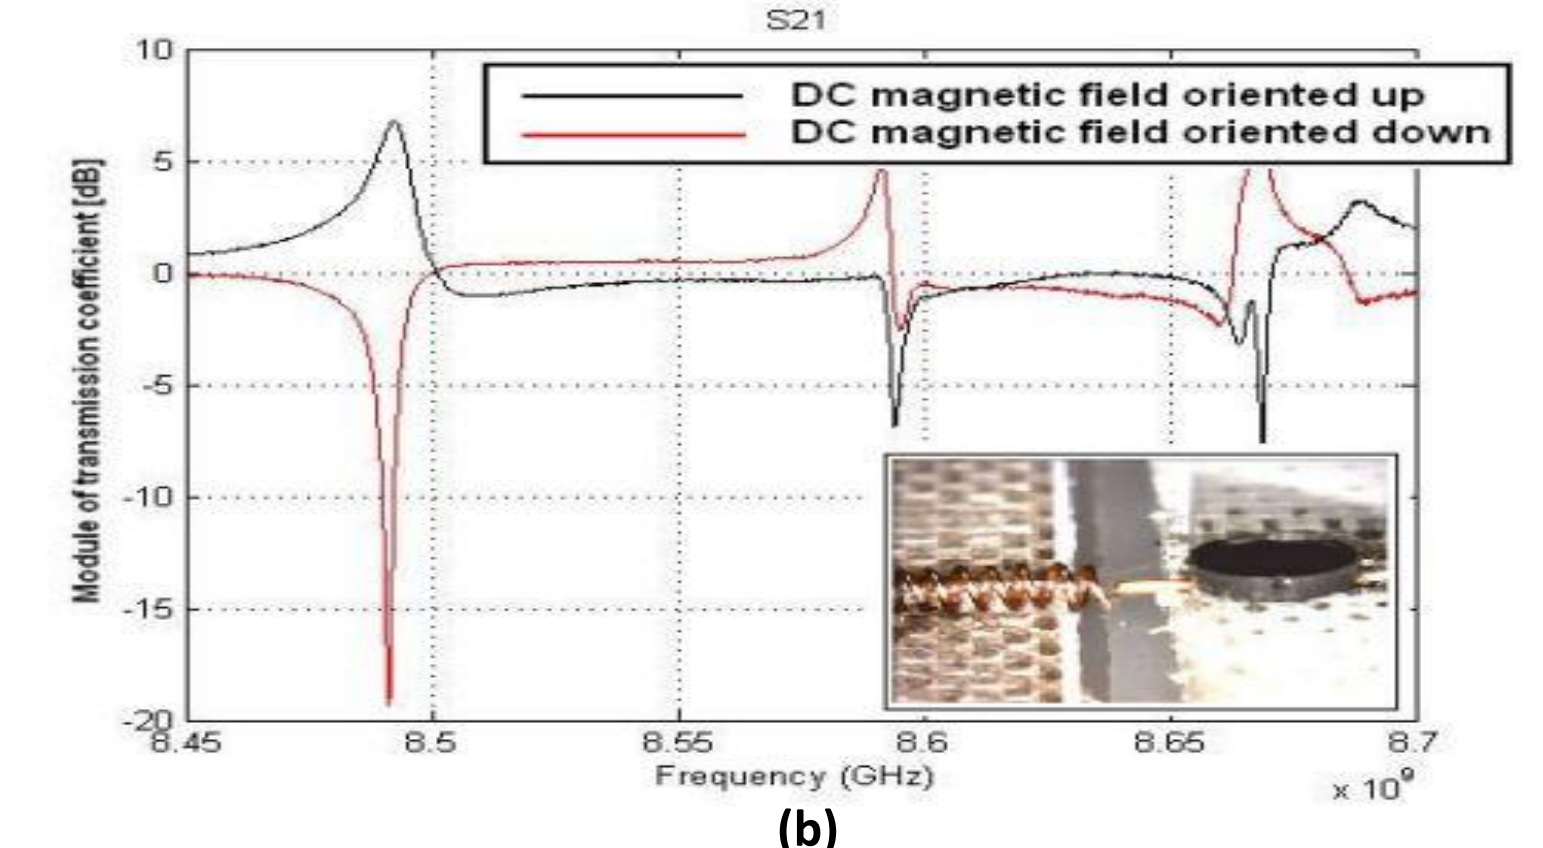 S21
10
DC magnetic field oriented up
DC magnetic field oriented down
5
0
-5
-10
-15
-20
Module of transmission coefficient [dB]
8.45 8.5 8.55 8.6 8.65 8.7
Frequency (GHz)
x 10⁹
(b)